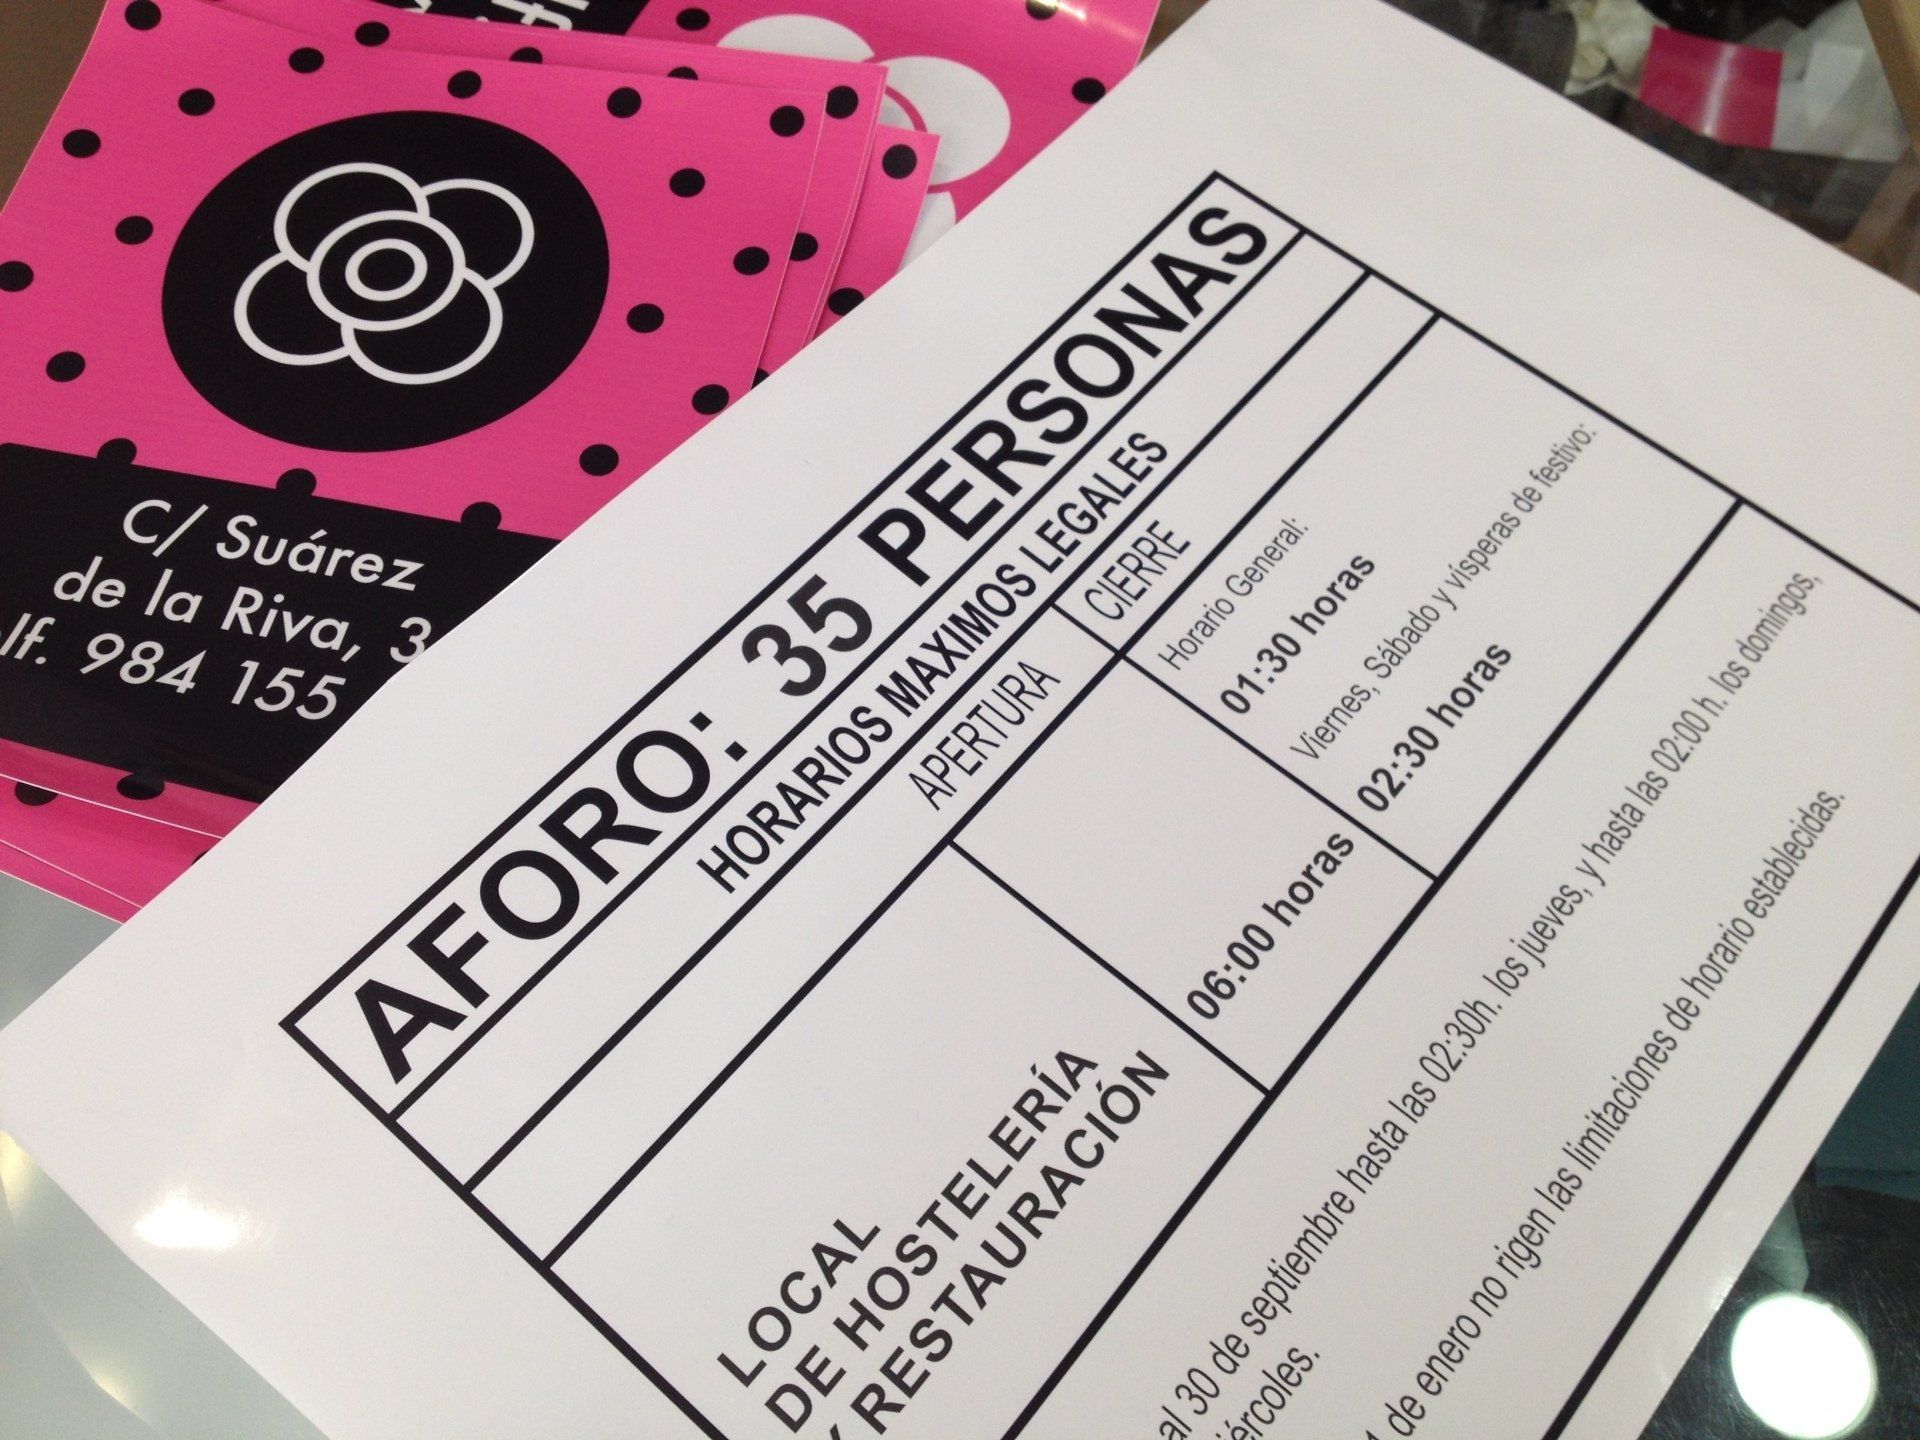 C/ Suárez
de la Riva, 3
lf. 984 155
AFORO: 35 PERSONAS
HORARIOS MAXIMOS LEGALES
APERTURA
CIERRE
LOCAL
DE HOSTELERÍA
Y RESTAURACIÓN
06:00 horas
Horario General:
01:30 horas
Viernes, Sábado y vísperas de festivo:
02:30 horas
al 30 de septiembre hasta las 02:30h. los jueves, y hasta las 02:00 h. los domingos,
iércoles.
1 de enero no rigen las limitaciones de horario establecidas.